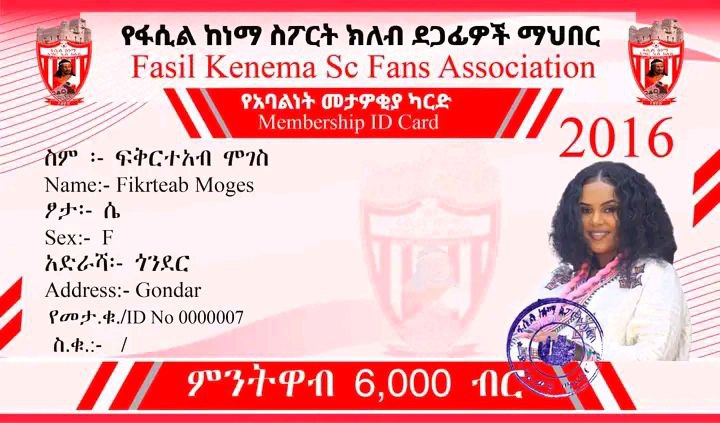 የፋሲል ከነማ ስፖርት ክለብ ደጋፊዎች ማህበር
Fasil Kenema Sc Fans Association
የአባልነት መታዎቂያ ካርድ
Membership ID Card
2016
ስም ፡- ፍቅርተአብ ሞገስ
Name:- Fikrteab Moges
ፆታ፡- ሴ
Sex:- F
አድራሻ፡- ጎንደር
Address:- Gondar
የመታ.ቁ./ID No 0000007
ስ.ቁ.:- /
ምንትዋብ 6,000 ብር